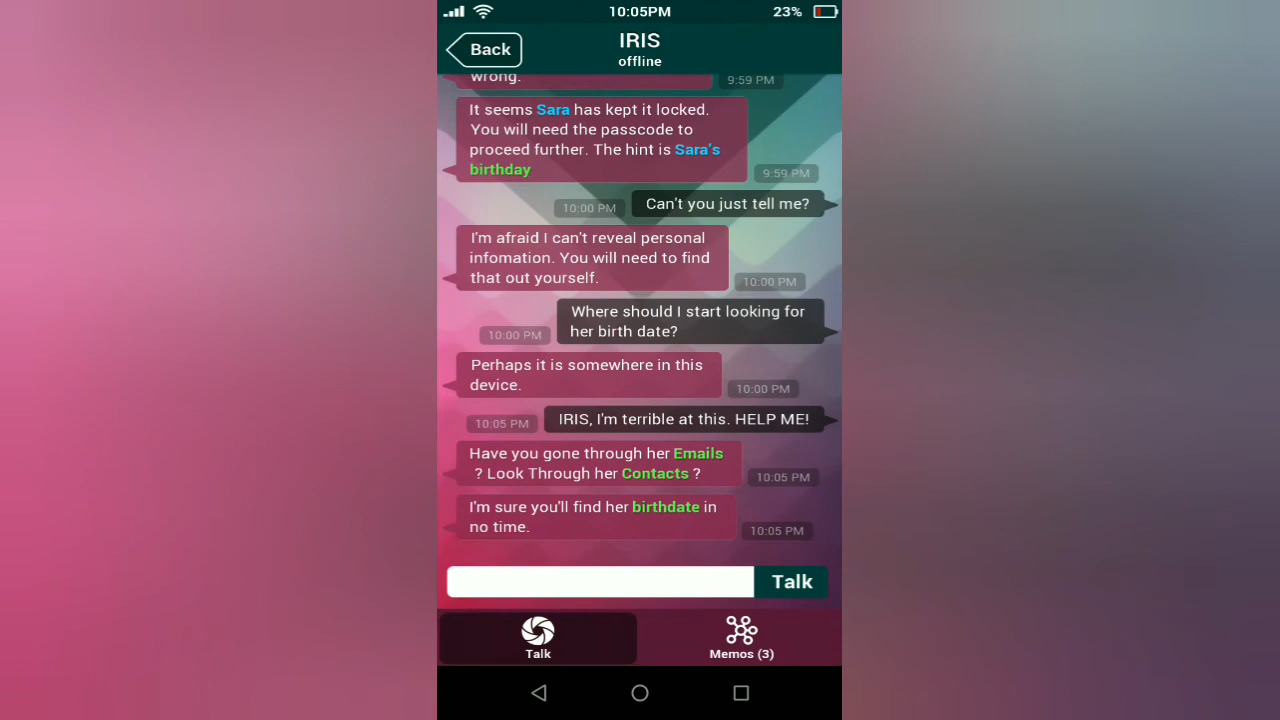 10:05PM
23%
Back
IRIS
offline
wrong.
9:59 PM
It seems Sara has kept it locked.
You will need the passcode to
proceed further. The hint is Sara's
birthday
9:59 PM
Can't you just tell me?
10:00 PM
I'm afraid I can't reveal personal
infomation. You will need to find
that out yourself.
10:00 PM
Where should I start looking for
her birth date?
10:00 PM
Perhaps it is somewhere in this
device.
10:00 PM
IRIS, I'm terrible at this. HELP ME!
10:05 PM
Have you gone through her Emails
? Look Through her Contacts ?
10:05 PM
I'm sure you'll find her birthdate in
no time.
10:05 PM
Talk
Talk
Memos (3)